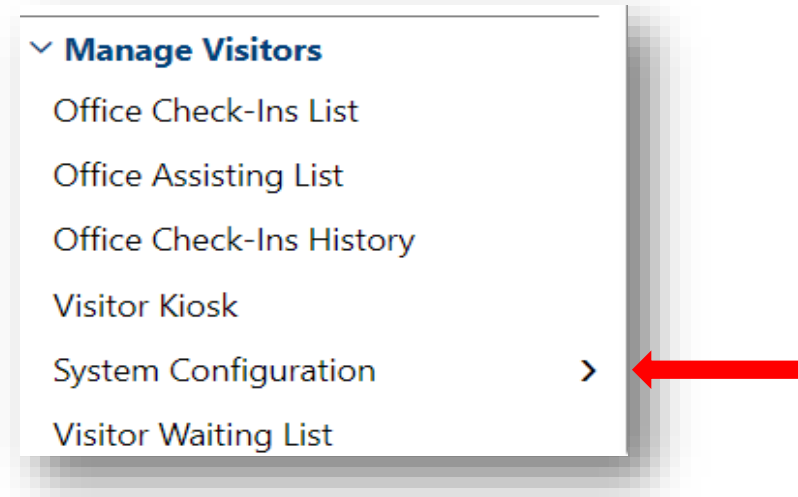 Manage Visitors
Office Check-Ins List
Office Assisting List
Office Check-Ins History
Visitor Kiosk
System Configuration
Visitor Waiting List